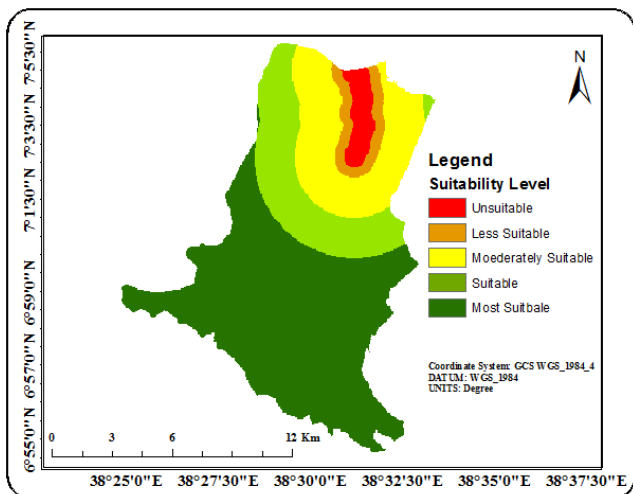 7°5'30"N
7°3'30"N
7°1'30"N
6°59'0"N
6°57'0"N
6°55'0"N
N
Legend
Suitability Level
Unsuitable
Less Suitable
Moederately Suitable
Suitable
Most Suitbale
Coordinate System: GCS WGS_1984_4
DATUM: WGS_1984
UNITS: Degree
0 3 6 12 Km
38°25'0"E 38°27'30"E 38°30'0"E 38°32'30"E 38°35'0"E 38°37'30"E